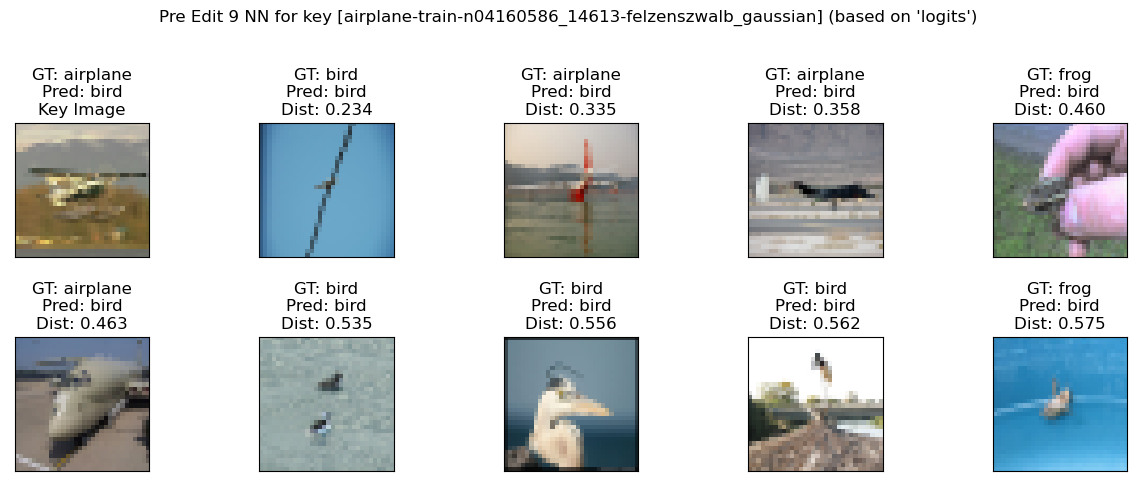 Pre Edit 9 NN for key [airplane-train-n04160586_14613-felzenszwalb_gaussian] (based on 'logits')
GT: airplane
Pred: bird
Key Image
GT: bird
Pred: bird
Dist: 0.234
GT: airplane
Pred: bird
Dist: 0.335
GT: airplane
Pred: bird
Dist: 0.358
GT: frog
Pred: bird
Dist: 0.460
GT: airplane
Pred: bird
Dist: 0.463
GT: bird
Pred: bird
Dist: 0.535
GT: bird
Pred: bird
Dist: 0.556
GT: bird
Pred: bird
Dist: 0.562
GT: frog
Pred: bird
Dist: 0.575